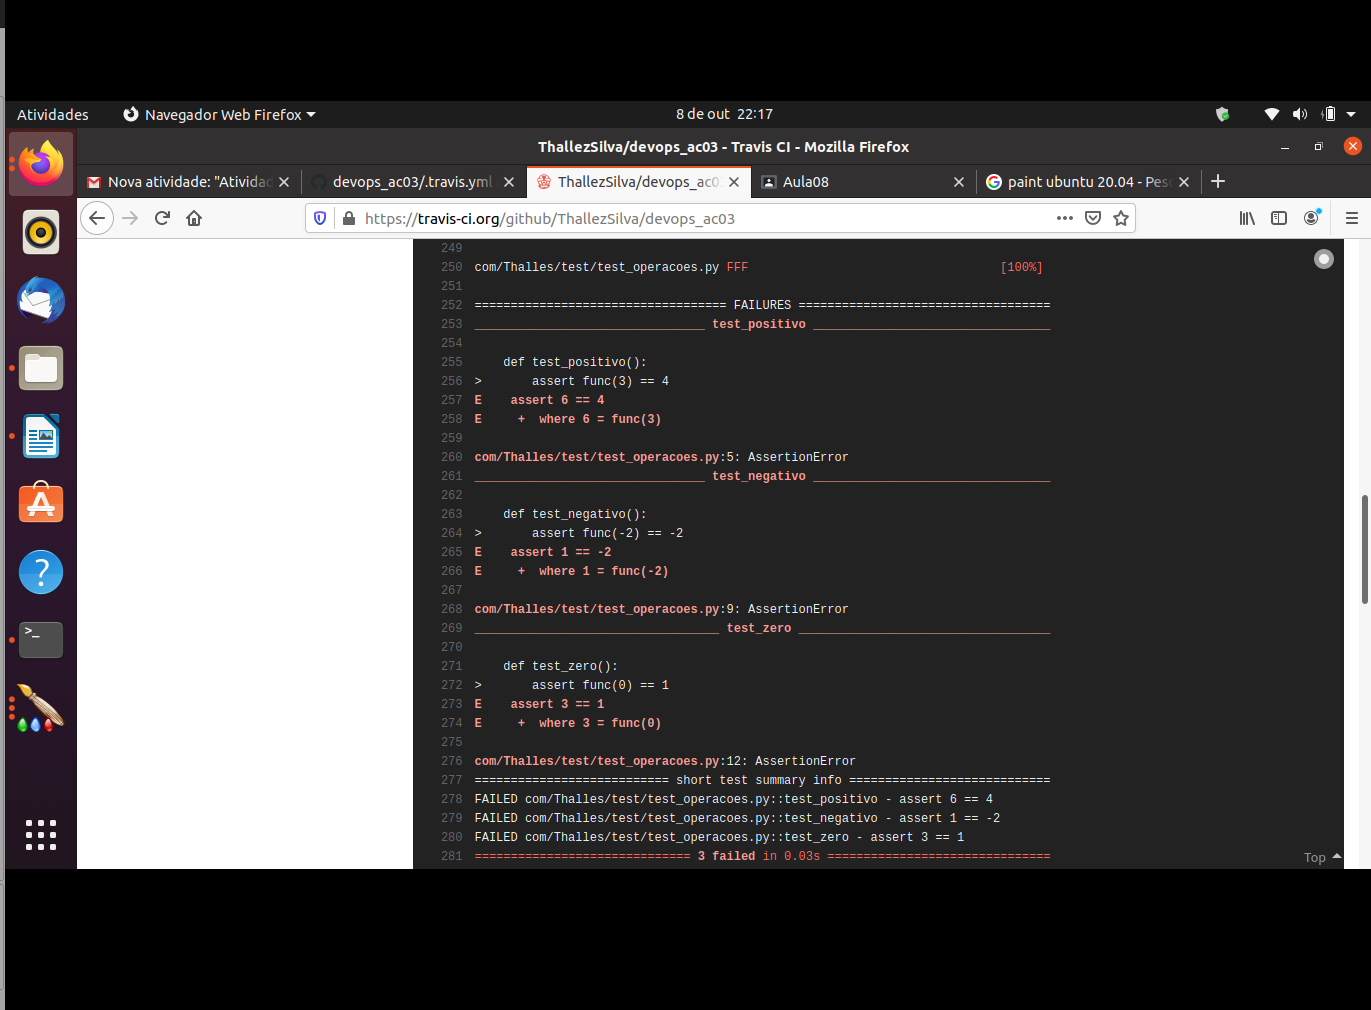 Atividades
Navegador Web Firefox
8 de out 22:17
ThallezSilva/devops_ac03 - Travis CI - Mozilla Firefox
Nova atividade: "Atividad
devops_ac03/.travis.yml
ThallezSilva/devops_ac0
Aula08
paint ubuntu 20.04 - Pes
https://travis-ci.org/github/ThallezSilva/devops_ac03
249
250 com/Thalles/test/test_operacoes.py FFF [100%]
251
252 =================================== FAILURES ===================================
253 ________________________________ test_positivo _________________________________
254
255 def test_positivo():
256 > assert func(3) == 4
257 E assert 6 == 4
258 E + where 6 = func(3)
259
260 com/Thalles/test/test_operacoes.py:5: AssertionError
261 ________________________________ test_negativo _________________________________
262
263 def test_negativo():
264 > assert func(-2) == -2
265 E assert 1 == -2
266 E + where 1 = func(-2)
267
268 com/Thalles/test/test_operacoes.py:9: AssertionError
269 __________________________________ test_zero ___________________________________
270
271 def test_zero():
272 > assert func(0) == 1
273 E assert 3 == 1
274 E + where 3 = func(0)
275
276 com/Thalles/test/test_operacoes.py:12: AssertionError
277 =========================== short test summary info ============================
278 FAILED com/Thalles/test/test_operacoes.py::test_positivo - assert 6 == 4
279 FAILED com/Thalles/test/test_operacoes.py::test_negativo - assert 1 == -2
280 FAILED com/Thalles/test/test_operacoes.py::test_zero - assert 3 == 1
281 ============================== 3 failed in 0.03s ===============================
Top